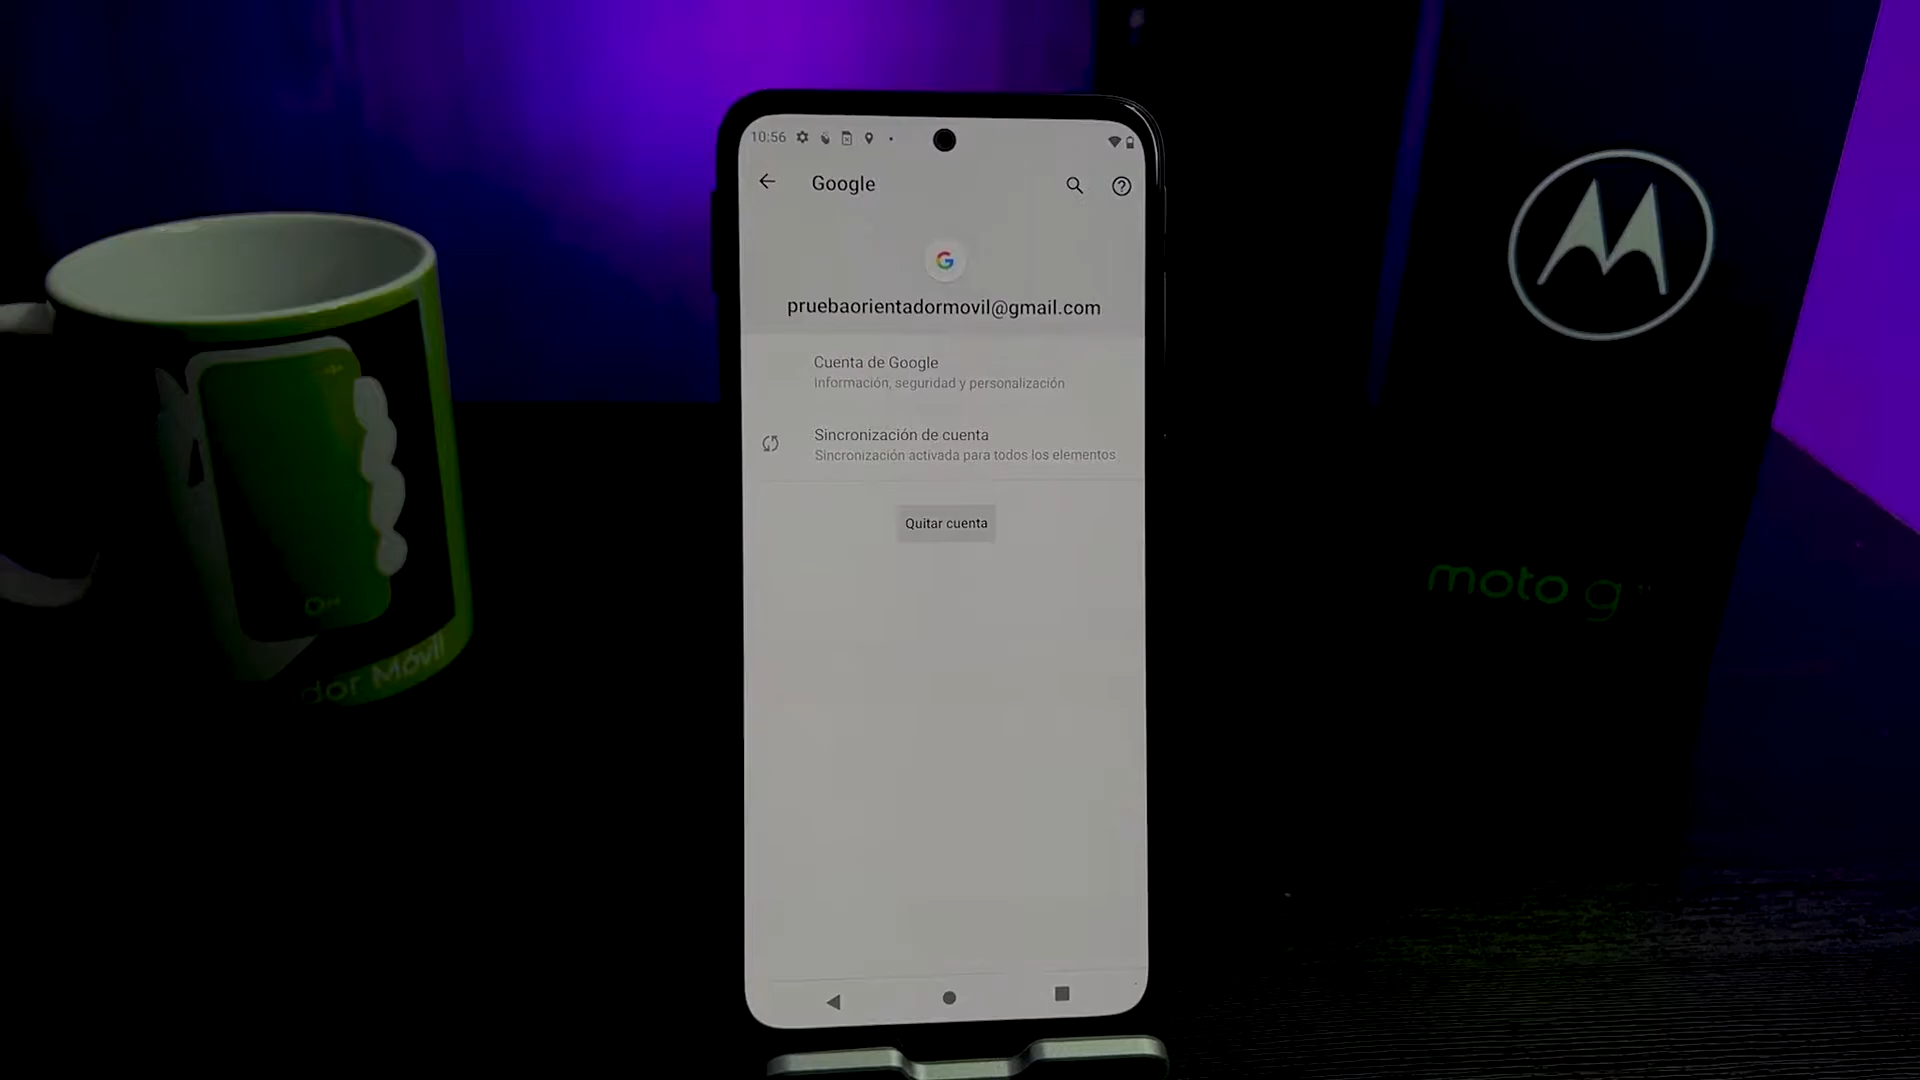 10:56
Google
G
pruebaorientadormovil@gmail.com
Cuenta de Google
Información, seguridad y personalización
Sincronización de cuenta
Sincronización activada para todos los elementos
Quitar cuenta
dor Móvil
moto g